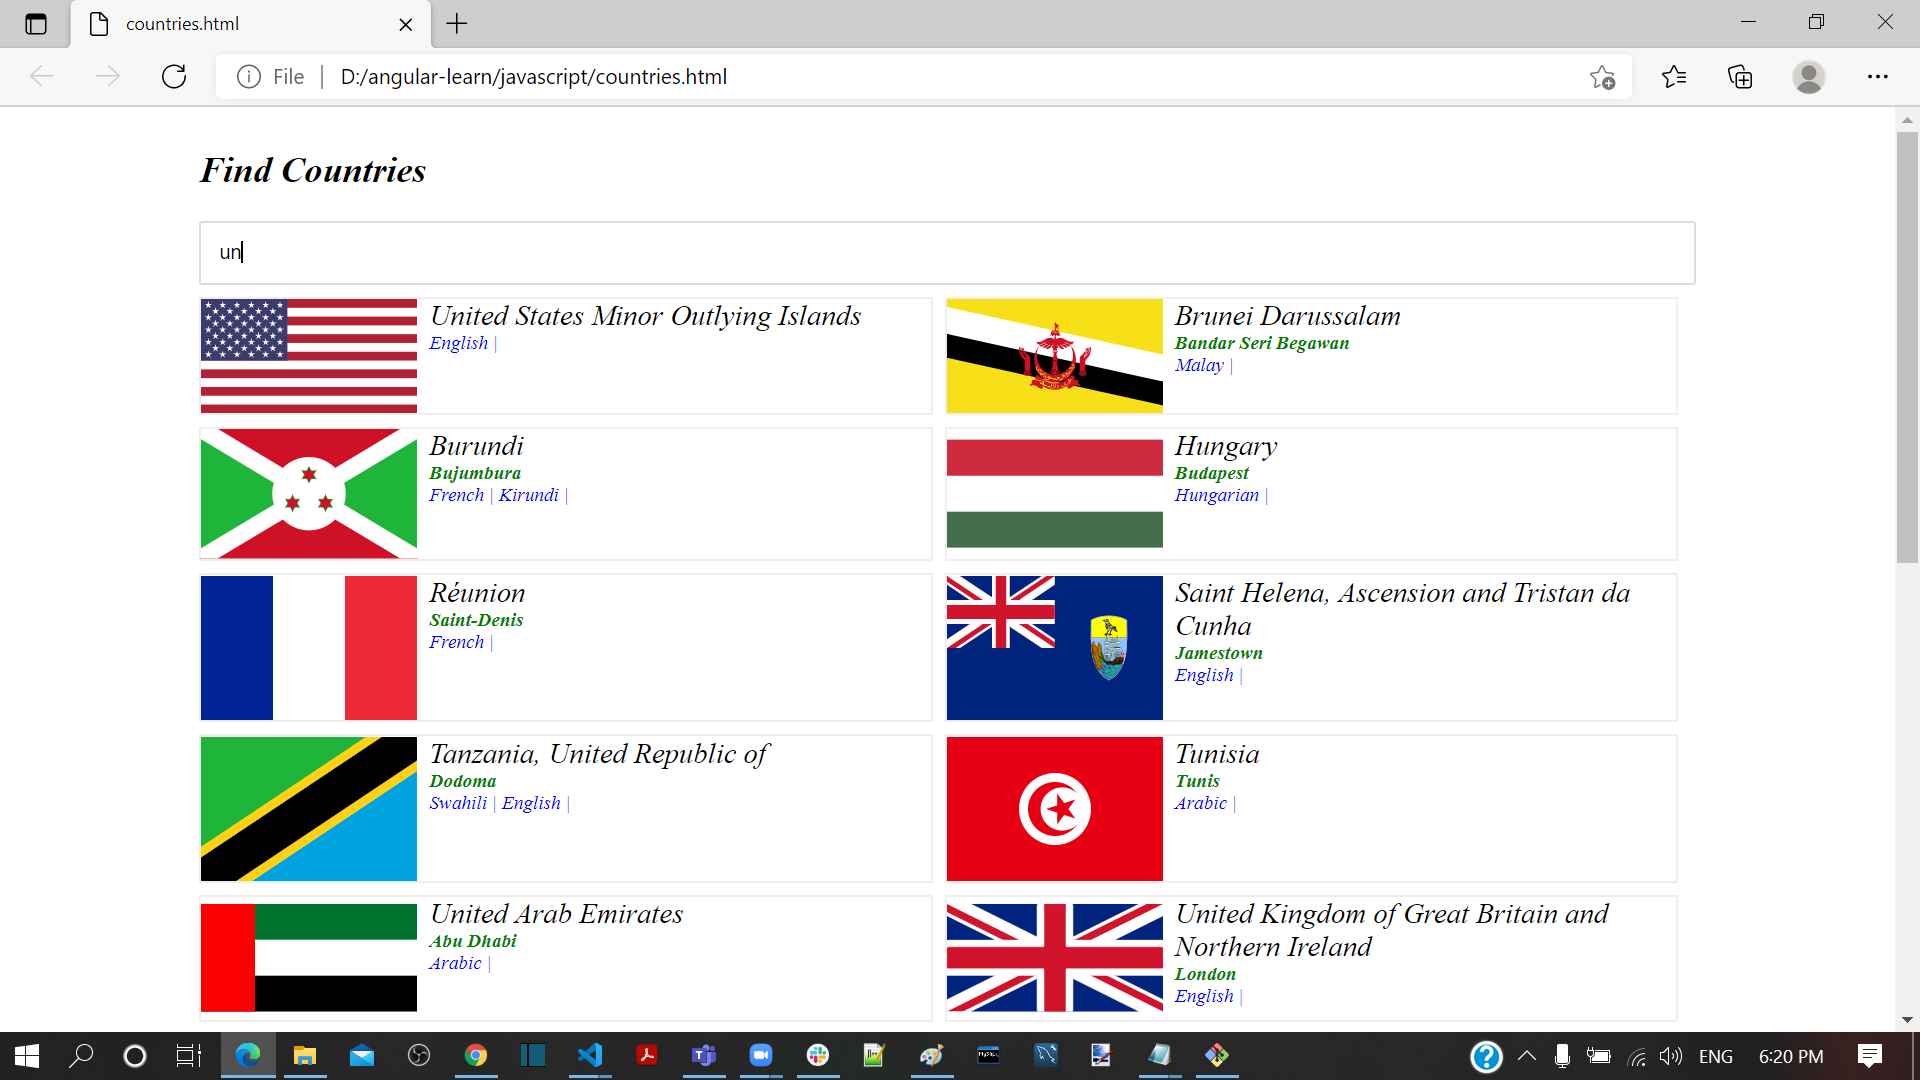 countries.html
File | D:/angular-learn/javascript/countries.html
Find Countries
un
United States Minor Outlying Islands
English |
Brunei Darussalam
Bandar Seri Begawan
Malay |
Burundi
Bujumbura
French | Kirundi |
Hungary
Budapest
Hungarian |
Réunion
Saint-Denis
French |
Saint Helena, Ascension and Tristan da
Cunha
Jamestown
English |
Tanzania, United Republic of
Dodoma
Swahili | English |
Tunisia
Tunis
Arabic |
United Arab Emirates
Abu Dhabi
Arabic |
United Kingdom of Great Britain and
Northern Ireland
London
English |
ENG
6:20 PM